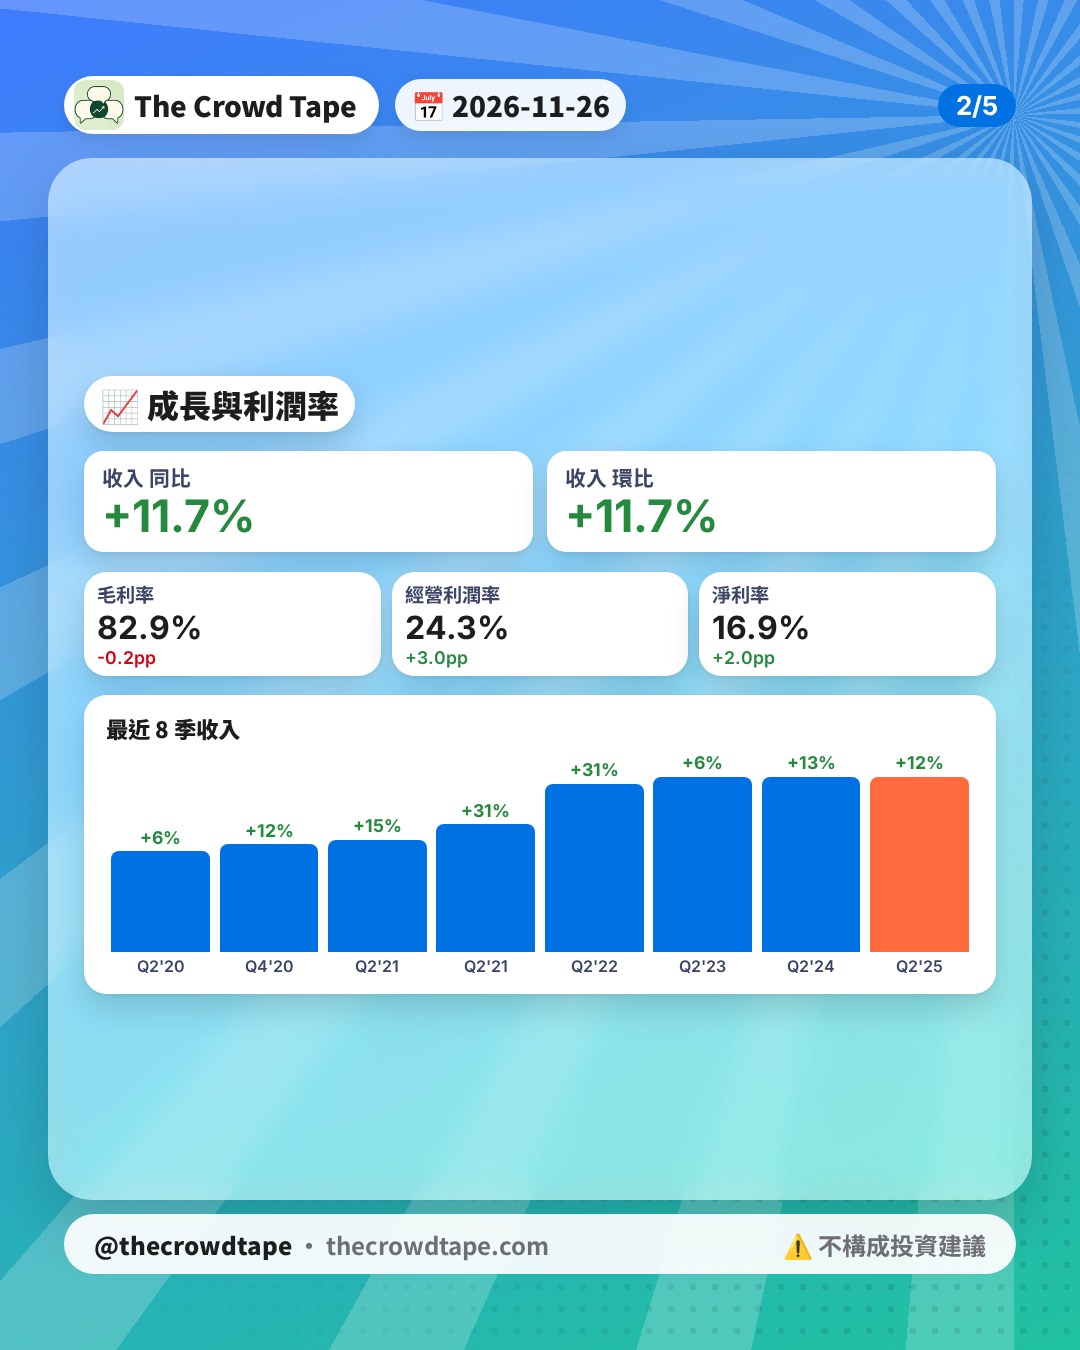 The Crowd Tape
2026-11-26
2/5
成長與利潤率
收入 同比
+11.7%
收入 環比
+11.7%
毛利率
82.9%
-0.2pp
經營利潤率
24.3%
+3.0pp
淨利率
16.9%
+2.0pp
最近 8 季收入
+6%
+12%
+15%
+31%
+31%
+6%
+13%
+12%
Q2'20
Q4'20
Q2'21
Q2'21
Q2'22
Q2'23
Q2'24
Q2'25
@thecrowdtape • thecrowdtape.com
⚠️ 不構成投資建議